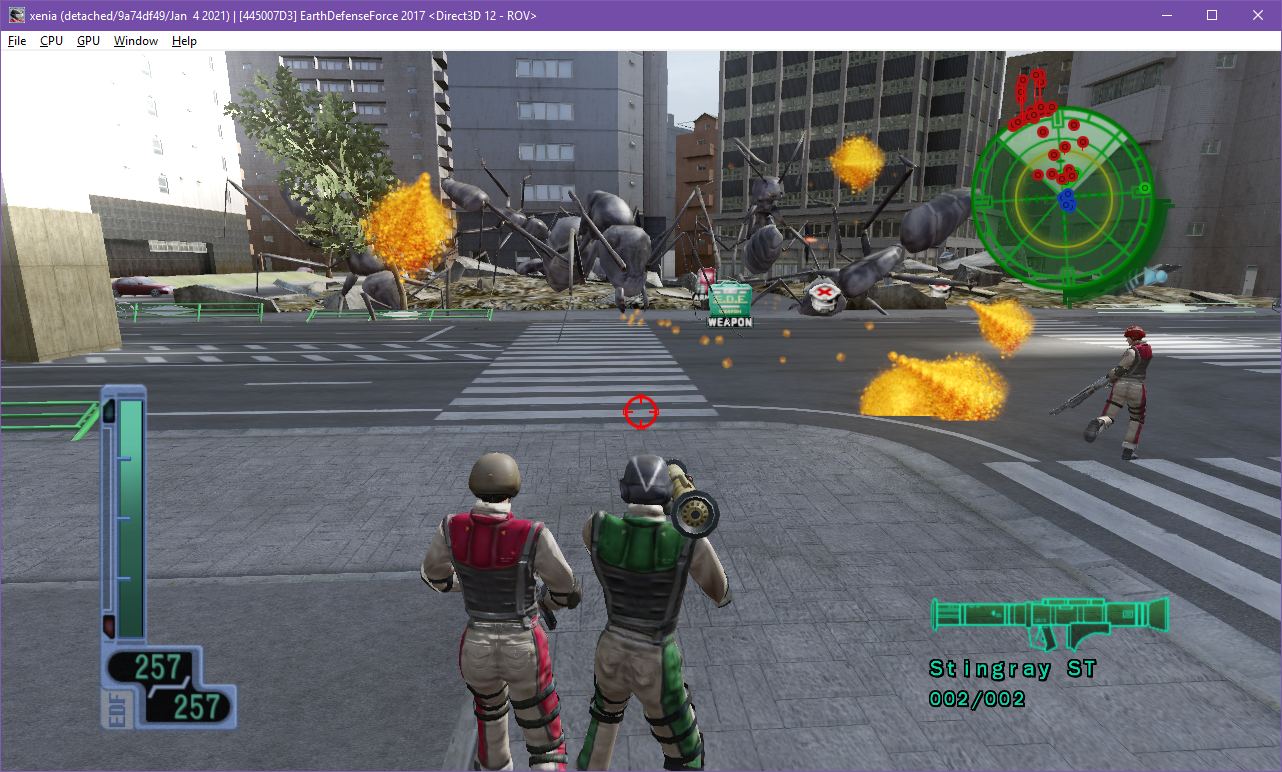 xenia (detached/9a74df49/Jan  4 2021) | [445007D3] EarthDefenseForce 2017 <Direct3D 12 - ROV>
File CPU GPU Window Help
E.D.F
WEAPON
257
257
EDF
Stingray ST
002/002